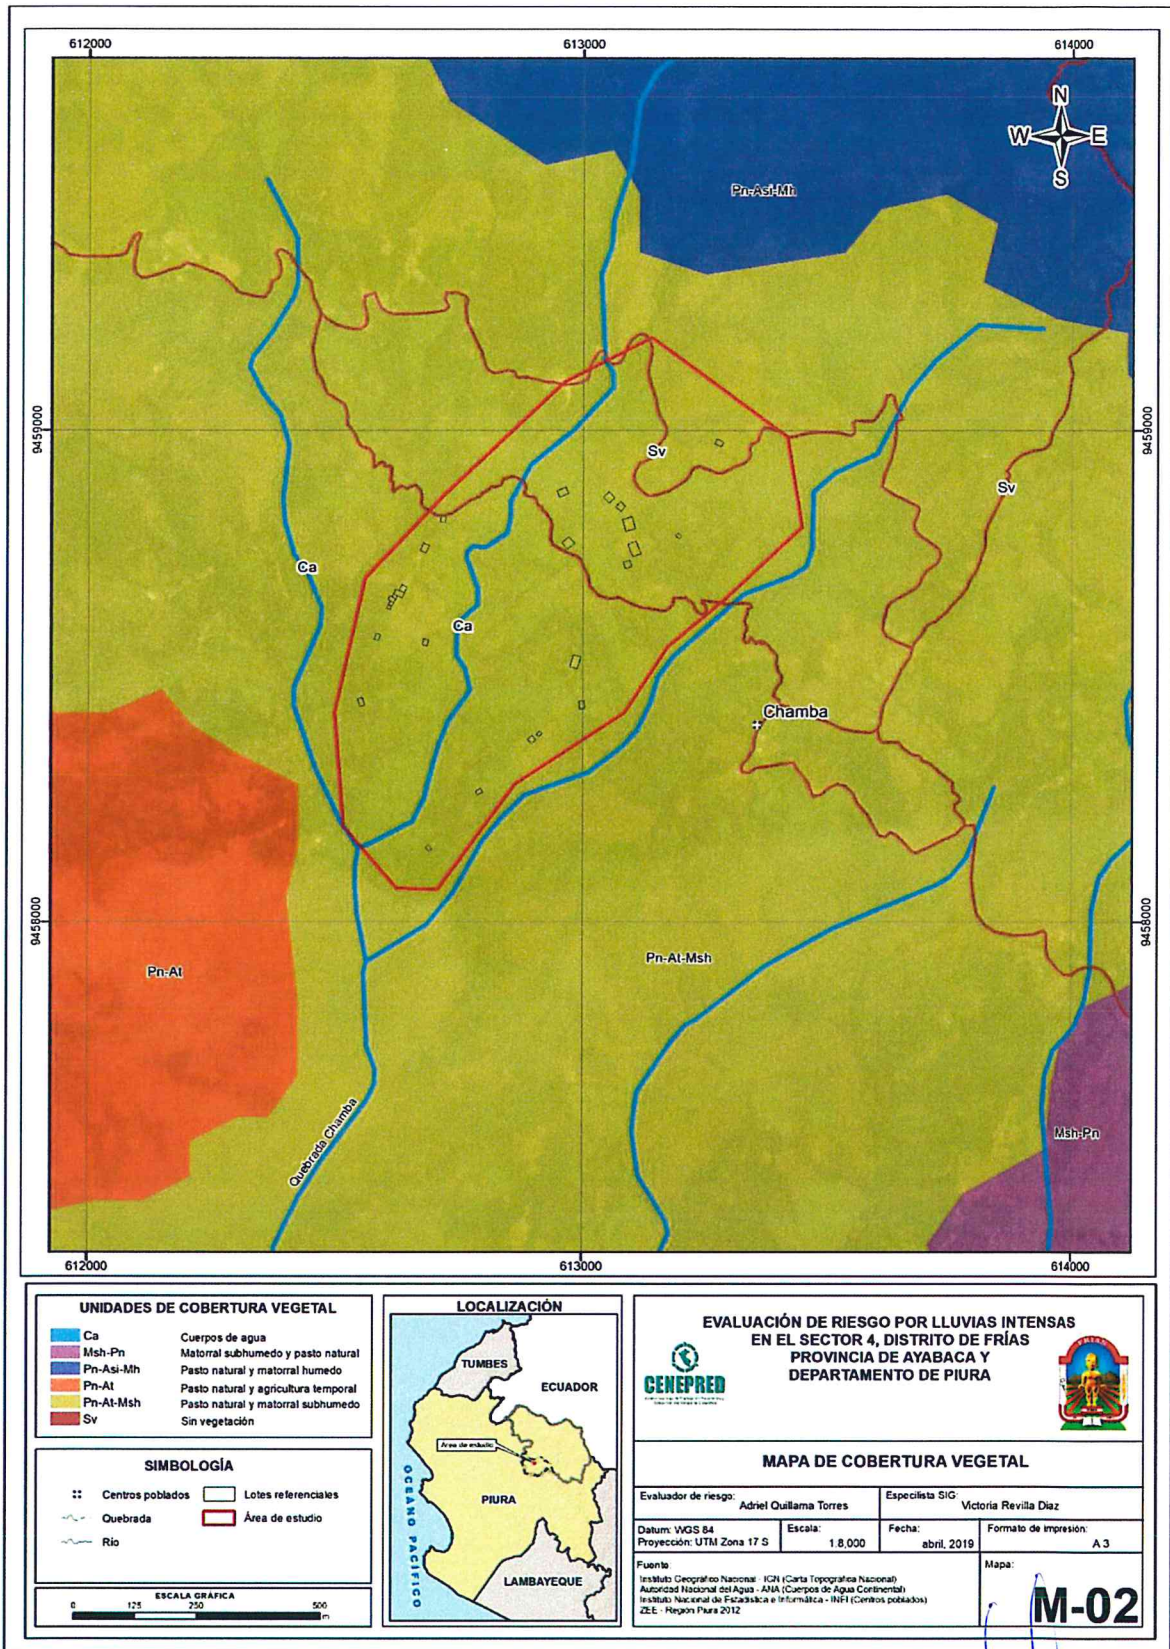 612000
613000
614000
N
W
E
S
Pn-Asi-Mh
9459000
9459000
Sv
Sv
Ca
Ca
Chamba
9458000
9458000
Pn-At
Pn-At-Msh
Quebrada Chamba
Msh-Pn
612000
613000
614000
UNIDADES DE COBERTURA VEGETAL
Ca Cuerpos de agua
Msh-Pn Matorral subhumedo y pasto natural
Pn-Asi-Mh Pasto natural y matorral humedo
Pn-At Pasto natural y agricultura temporal
Pn-At-Msh Pasto natural y matorral subhumedo
Sv Sin vegetación
SIMBOLOGÍA
Centros poblados Lotes referenciales
Quebrada Área de estudio
Río
ESCALA GRÁFICA
0 125 250 500
m
LOCALIZACIÓN
TUMBES
ECUADOR
Área de estudio
OCEANO PACÍFICO
PIURA
LAMBAYEQUE
EVALUACIÓN DE RIESGO POR LLUVIAS INTENSAS
EN EL SECTOR 4, DISTRITO DE FRÍAS
PROVINCIA DE AYABACA Y
DEPARTAMENTO DE PIURA
CENEPRED
FRIAS
MAPA DE COBERTURA VEGETAL
Evaluador de riesgo: Adriel Quillama Torres
Especilista SIG: Victoria Revilla Diaz
Datum: WGS 84
Proyección: UTM Zona 17 S
Escala: 1:8,000
Fecha: abril, 2019
Formato de impresión: A 3
Fuente
Instituto Geográfico Nacional - IGN (Carta Topográfica Nacional)
Autoridad Nacional del Agua - ANA (Cuerpos de Agua Continental)
Instituto Nacional de Estadística e Informática - INEI (Centros poblados)
ZEE - Región Piura 2012
Mapa:
M-02